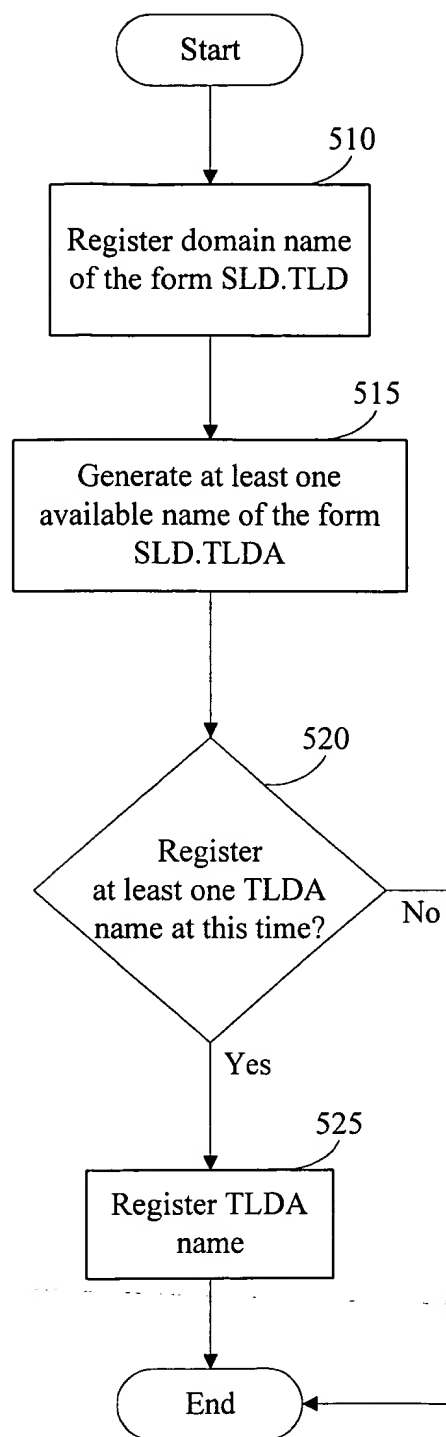 Start
510
Register domain name
of the form SLD.TLD
515
Generate at least one
available name of the form
SLD.TLDA
520
Register
at least one TLDA
name at this time?
No
Yes
525
Register TLDA
name
End